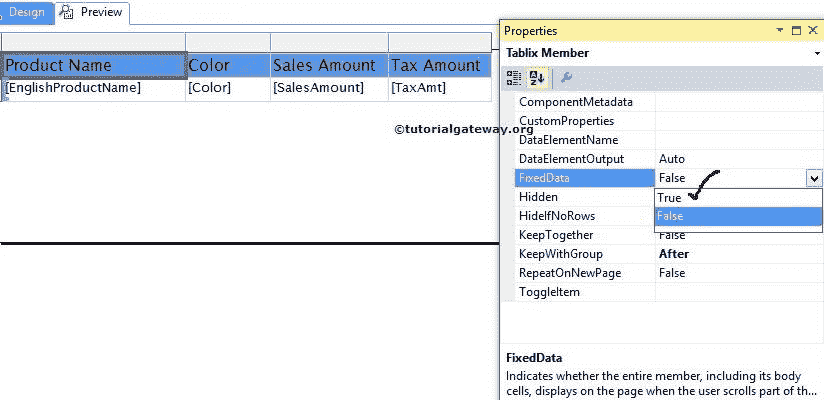 Design Preview
Product Name Color Sales Amount Tax Amount
[EnglishProductName] [Color] [SalesAmount] [TaxAmt]
©tutorialgateway.org
Properties
Tablix Member
ComponentMetadata
CustomProperties
DataElementName
DataElementOutput Auto
FixedData False
Hidden True
HideIfNoRows False
KeepTogether False
KeepWithGroup After
RepeatOnNewPage False
ToggleItem
FixedData
Indicates whether the entire member, including its body
cells, displays on the page when the user scrolls part of th...